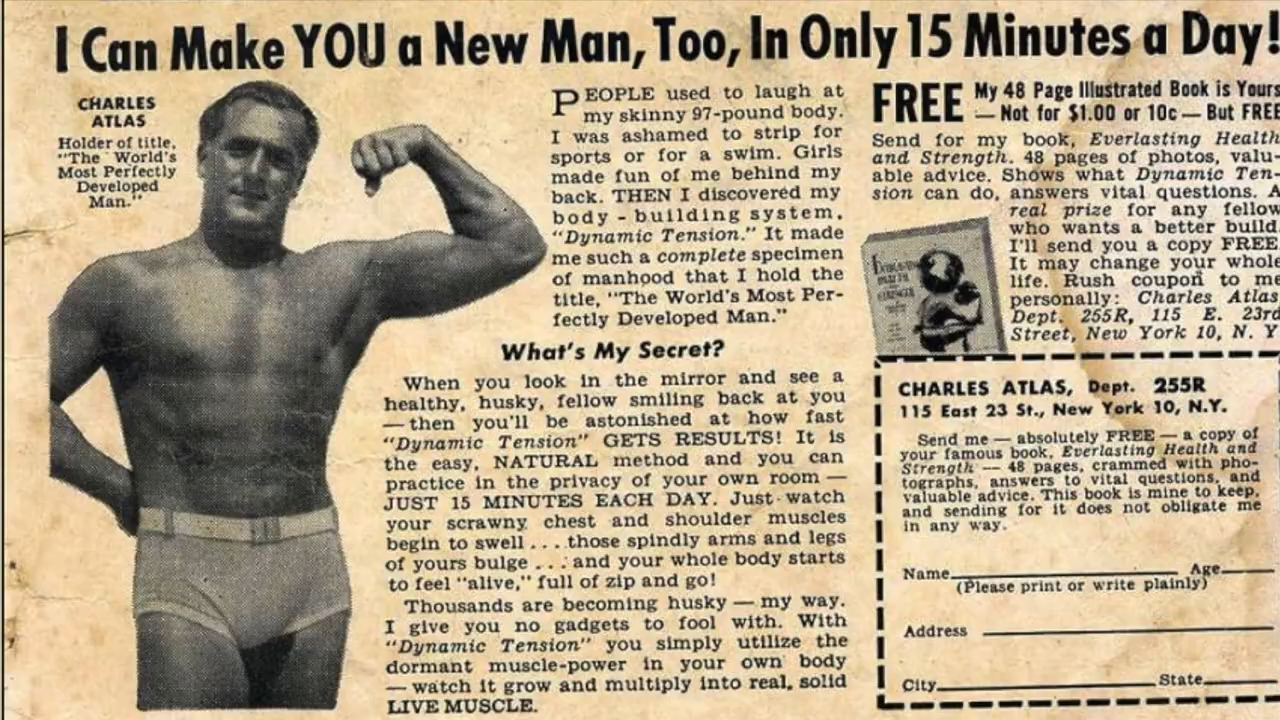 I Can Make YOU a New Man, Too, In Only 15 Minutes a Day!
CHARLES
ATLAS
Holder of title,
"The World's
Most Perfectly
Developed
Man."
PEOPLE used to laugh at
my skinny 97-pound body.
I was ashamed to strip for
sports or for a swim. Girls
made fun of me behind my
back. THEN I discovered my
body - building system,
"Dynamic Tension." It made
me such a complete specimen
of manhood that I hold the
title, "The World's Most Per-
fectly Developed Man."
What's My Secret?
When you look in the mirror and see a
healthy, husky, fellow smiling back at you
—then you'll be astonished at how fast
"Dynamic Tension" GETS RESULTS! It is
the easy, NATURAL method and you can
practice in the privacy of your own room —
JUST 15 MINUTES EACH DAY. Just watch
your scrawny chest and shoulder muscles
begin to swell . . . . those spindly arms and legs
of yours bulge . . . and your whole body starts
to feel "alive," full of zip and go!
Thousands are becoming husky — my way.
I give you no gadgets to fool with. With
"Dynamic Tension" you simply utilize the
dormant muscle-power in your own body
— watch it grow and multiply into real, solid
LIVE MUSCLE.
FREE My 48 Page Illustrated Book is Yours
— Not for $1.00 or 10c — But FREE
Send for my book, Everlasting Health
and Strength. 48 pages of photos, valu-
able advice. Shows what Dynamic Ten-
sion can do, answers vital questions. A
real prize for any fellow
who wants a better build.
I'll send you a copy FREE.
It may change your whole
life. Rush coupon to me
personally: Charles Atlas
Dept. 255R, 115 E. 23rd
Street, New York 10, N. Y
CHARLES ATLAS, Dept. 255R
115 East 23 St., New York 10, N.Y.
Send me — absolutely FREE — a copy of
your famous book, Everlasting Health and
Strength — 48 pages, crammed with pho-
tographs, answers to vital questions, and
valuable advice. This book is mine to keep,
and sending for it does not obligate me
in any way.
Name Age
(Please print or write plainly)
Address
City State